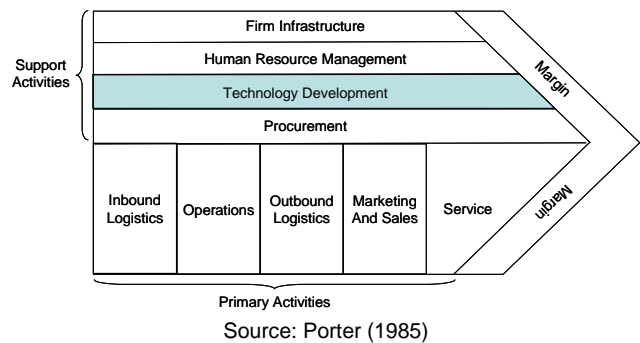 Firm Infrastructure
Human Resource Management
Support
Activities
Technology Development
Procurement
Margin
Inbound
Logistics
Operations
Outbound
Logistics
Marketing
And Sales
Service
Margin
Primary Activities
Source: Porter (1985)